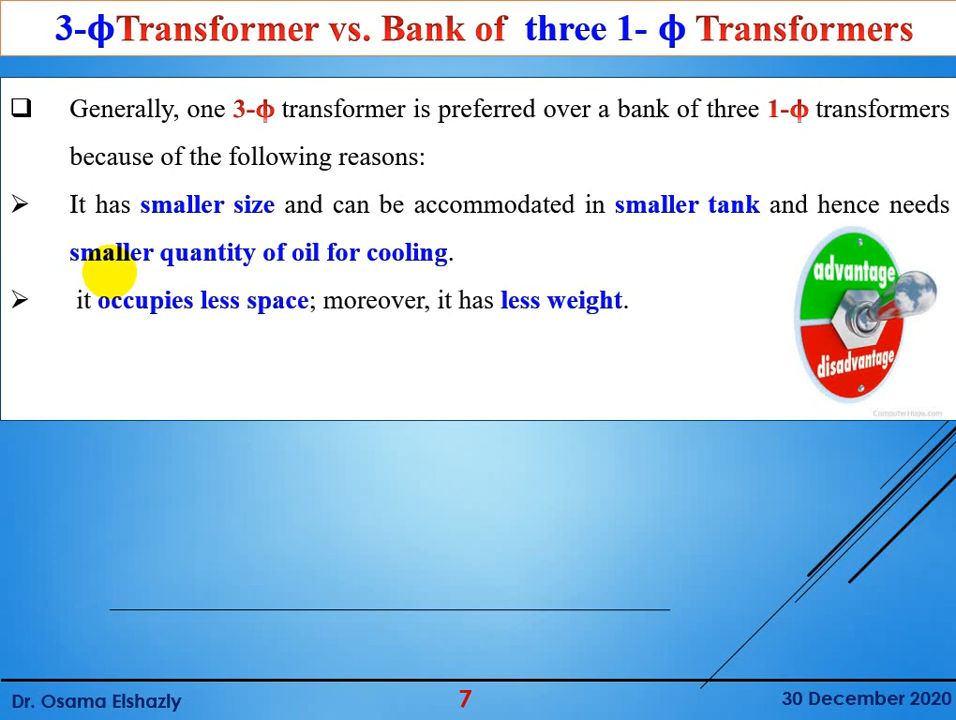 3-ϕTransformer vs. Bank of three 1- ϕ Transformers
❑ Generally, one 3-ϕ transformer is preferred over a bank of three 1-ϕ transformers
because of the following reasons:
➢ It has smaller size and can be accommodated in smaller tank and hence needs
smaller quantity of oil for cooling.
➢ it occupies less space; moreover, it has less weight.
advantage
disadvantage
ComputerHope.com
Dr. Osama Elshazly
7
30 December 2020